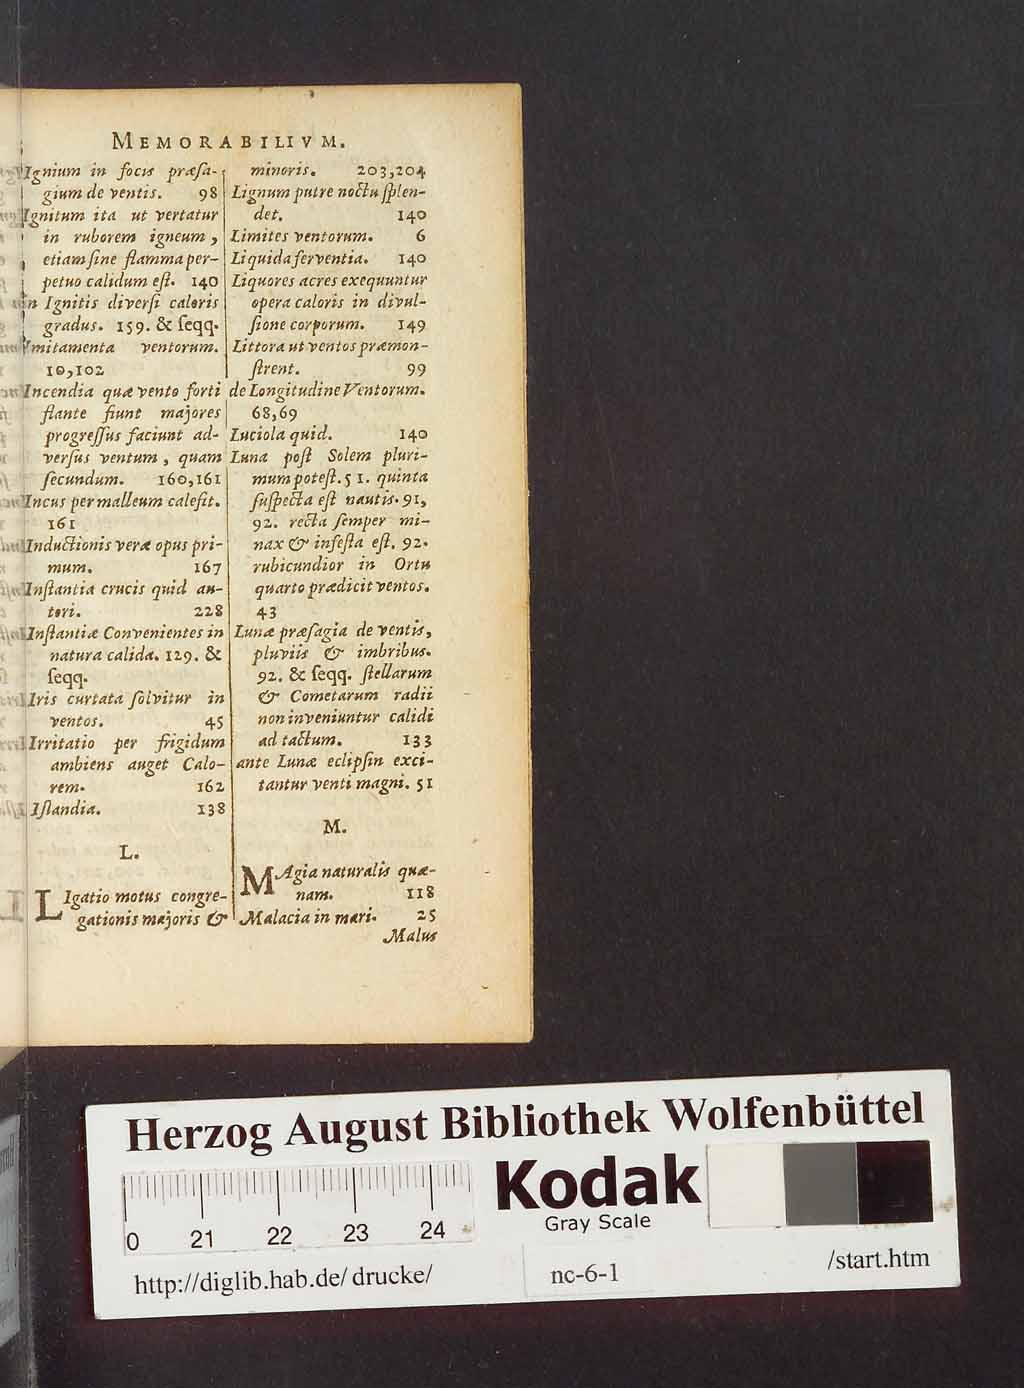 MEMORABILIVM.
Ignium in focis præsa-
gium de ventis. 98
Ignitum ita ut vertatur
in ruborem igneum,
etiam sine flamma per-
petuo calidum est. 140
in Ignitis diversi caloris
gradus. 159. & seqq.
Imitamenta ventorum.
10,102
Incendia quæ vento forti
flante fiunt majores
progressus faciunt ad-
versus ventum, quam
secundum. 160,161
Incus per malleum calefit.
161
Inductionis veræ opus pri-
mum. 167
Instantia crucis quid au-
tori. 228
Instantiæ Convenientes in
natura calida. 129. &
seqq.
Iris curtata solvitur in
ventos. 45
Irritatio per frigidum
ambiens auget Calo-
rem. 162
Islandia. 138
L.
LIgatio motus congre-
gationis majoris &
minoris. 203,204
Lignum putre noctu splen-
det. 140
Limites ventorum. 6
Liquida ferventia. 140
Liquores acres exequuntur
opera caloris in divul-
sione corporum. 149
Littora ut ventos præmon-
strent. 99
de Longitudine Ventorum.
68,69
Luciola quid. 140
Luna post Solem pluri-
mum potest. 51. quinta
suspecta est nautis. 91,
92. recta semper mi-
nax & infesta est. 92.
rubicundior in Ortu
quarto prædicit ventos.
43
Lunæ præsagia de ventis,
pluviis & imbribus.
92. & seqq. stellarum
& Cometarum radii
non inveniuntur calidi
ad tactum. 133
ante Lunæ eclipsin exci-
tantur venti magni. 51
M.
MAgia naturalis quæ-
nam. 118
Malacia in mari. 25
Malus
Herzog August Bibliothek Wolfenbüttel
Kodak
Gray Scale
0 21 22 23 24
http://diglib.hab.de/drucke/
nc-6-1
/start.htm